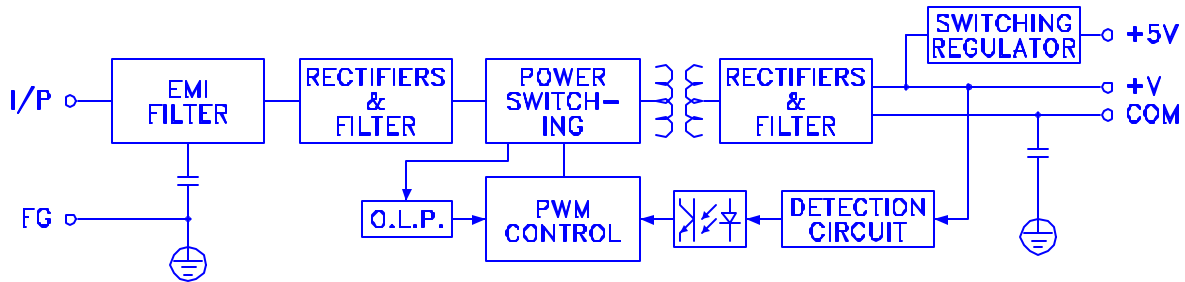 SWITCHING
REGULATOR
+5V
I/P
EMI
FILTER
RECTIFIERS
&
FILTER
POWER
SWITCH-
ING
RECTIFIERS
&
FILTER
+V
COM
FG
O.L.P.
PWM
CONTROL
DETECTION
CIRCUIT